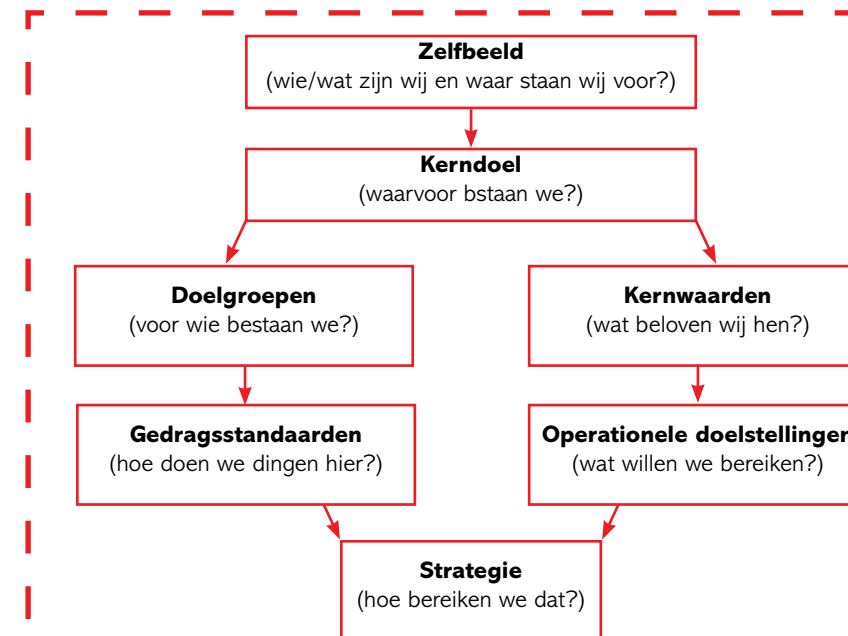 Zelfbeeld
(wie/wat zijn wij en waar staan wij voor?)
Kerndoel
(waarvoor bstaan we?)
Doelgroepen
(voor wie bestaan we?)
Kernwaarden
(wat beloven wij hen?)
Gedragsstandaarden
(hoe doen we dingen hier?)
Operationele doelstellingen
(wat willen we bereiken?)
Strategie
(hoe bereiken we dat?)